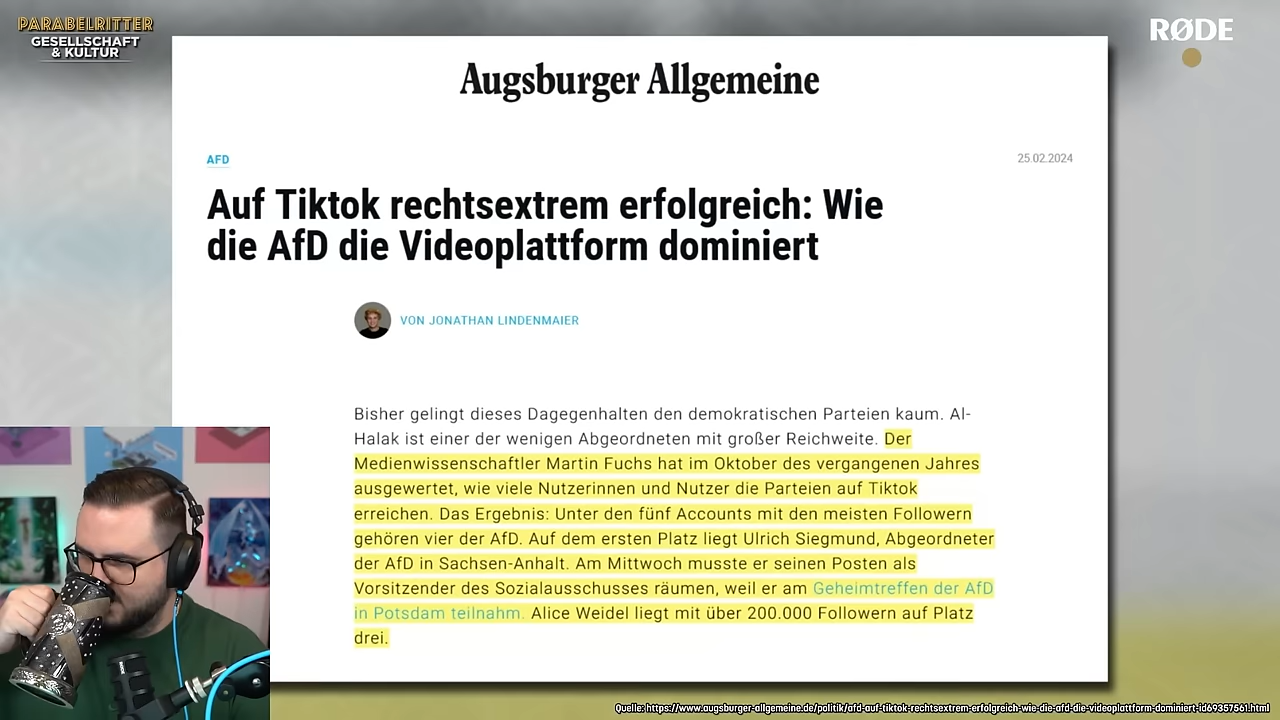 PARABELRITTER
GESELLSCHAFT
& KULTUR
RØDE
Augsburger Allgemeine
AFD
25.02.2024
Auf Tiktok rechtsextrem erfolgreich: Wie
die AfD die Videoplattform dominiert
VON JONATHAN LINDENMAIER
Bisher gelingt dieses Dagegenhalten den demokratischen Parteien kaum. Al-
Halak ist einer der wenigen Abgeordneten mit großer Reichweite. Der
Medienwissenschaftler Martin Fuchs hat im Oktober des vergangenen Jahres
ausgewertet, wie viele Nutzerinnen und Nutzer die Parteien auf Tiktok
erreichen. Das Ergebnis: Unter den fünf Accounts mit den meisten Followern
gehören vier der AfD. Auf dem ersten Platz liegt Ulrich Siegmund, Abgeordneter
der AfD in Sachsen-Anhalt. Am Mittwoch musste er seinen Posten als
Vorsitzender des Sozialausschusses räumen, weil er am Geheimtreffen der AfD
in Potsdam teilnahm. Alice Weidel liegt mit über 200.000 Followern auf Platz
drei.
Quelle: https://www.augsburger-allgemeine.de/politik/afd-auf-tiktok-rechtsextrem-erfolgreich-wie-die-afd-die-videoplattform-dominiert-id69357561.html